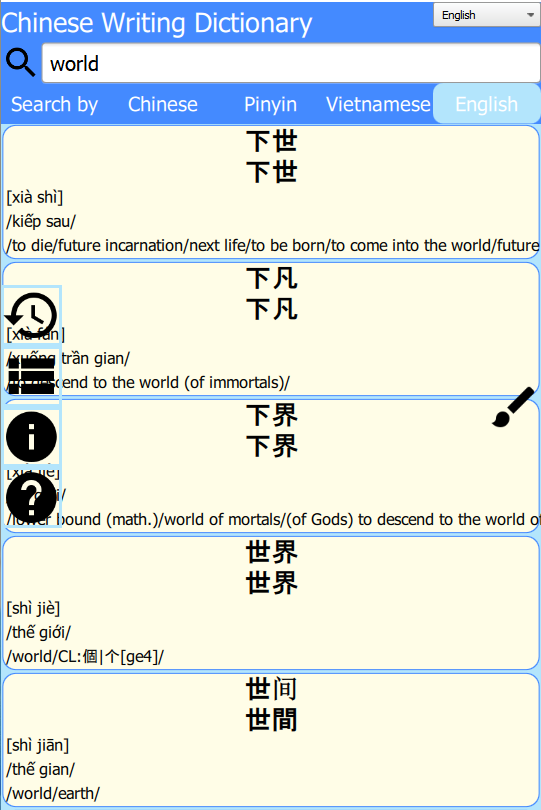 Chinese Writing Dictionary
English
world
Search by Chinese Pinyin Vietnamese English
下世
下世
[xià shì]
/kiếp sau/
/to die/future incarnation/next life/to be born/to come into the world/future
下凡
下凡
[xià fán]
/xuống trần gian/
/to descend to the world (of immortals)/
下界
下界
/lower bound (math.)/world of mortals/(of Gods) to descend to the world of
世界
世界
[shì jiè]
/thế giới/
/world/CL:個|个[ge4]/
世间
世間
[shì jiān]
/thế gian/
/world/earth/